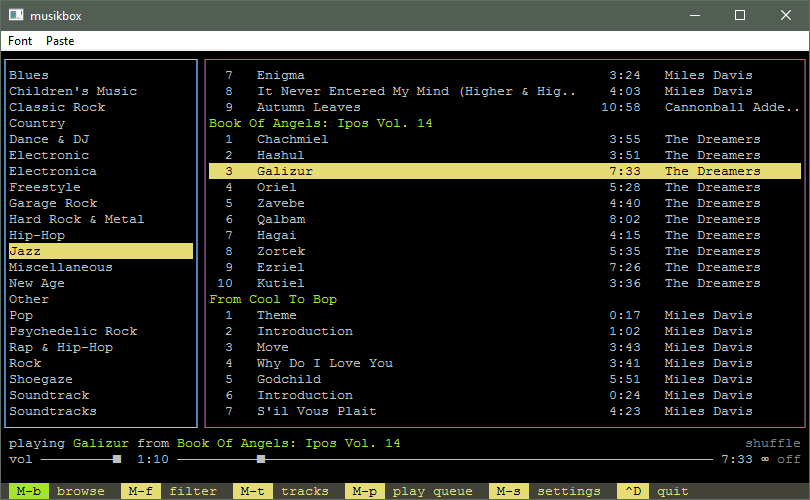 musikbox
Font Paste
Blues
Children's Music
Classic Rock
Country
Dance & DJ
Electronic
Electronica
Freestyle
Garage Rock
Hard Rock & Metal
Hip-Hop
Jazz
Miscellaneous
New Age
Other
Pop
Psychedelic Rock
Rap & Hip-Hop
Rock
Shoegaze
Soundtrack
Soundtracks
7 Enigma 3:24 Miles Davis
8 It Never Entered My Mind (Higher & Hig.. 4:03 Miles Davis
9 Autumn Leaves 10:58 Cannonball Adde..
Book Of Angels: Ipos Vol. 14
1 Chachmiel 3:55 The Dreamers
2 Hashul 3:51 The Dreamers
3 Galizur 7:33 The Dreamers
4 Oriel 5:28 The Dreamers
5 Zavebe 4:40 The Dreamers
6 Qalbam 8:02 The Dreamers
7 Hagai 4:15 The Dreamers
8 Zortek 5:35 The Dreamers
9 Ezriel 7:26 The Dreamers
10 Kutiel 3:36 The Dreamers
From Cool To Bop
1 Theme 0:17 Miles Davis
2 Introduction 1:02 Miles Davis
3 Move 3:43 Miles Davis
4 Why Do I Love You 3:41 Miles Davis
5 Godchild 5:51 Miles Davis
6 Introduction 0:24 Miles Davis
7 S'il Vous Plait 4:23 Miles Davis
playing Galizur from Book Of Angels: Ipos Vol. 14 shuffle
vol 1:10 7:33 ∞ off
M-b browse M-f filter M-t tracks M-p play queue M-s settings ^D quit